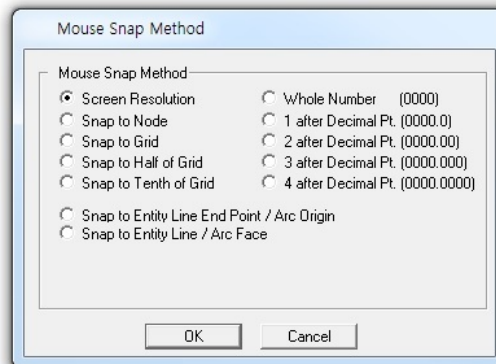 Mouse Snap Method
Mouse Snap Method
Screen Resolution
Snap to Node
Snap to Grid
Snap to Half of Grid
Snap to Tenth of Grid
Whole Number (0000)
1 after Decimal Pt. (0000.0)
2 after Decimal Pt. (0000.00)
3 after Decimal Pt. (0000.000)
4 after Decimal Pt. (0000.0000)
Snap to Entity Line End Point / Arc Origin
Snap to Entity Line / Arc Face
OK
Cancel